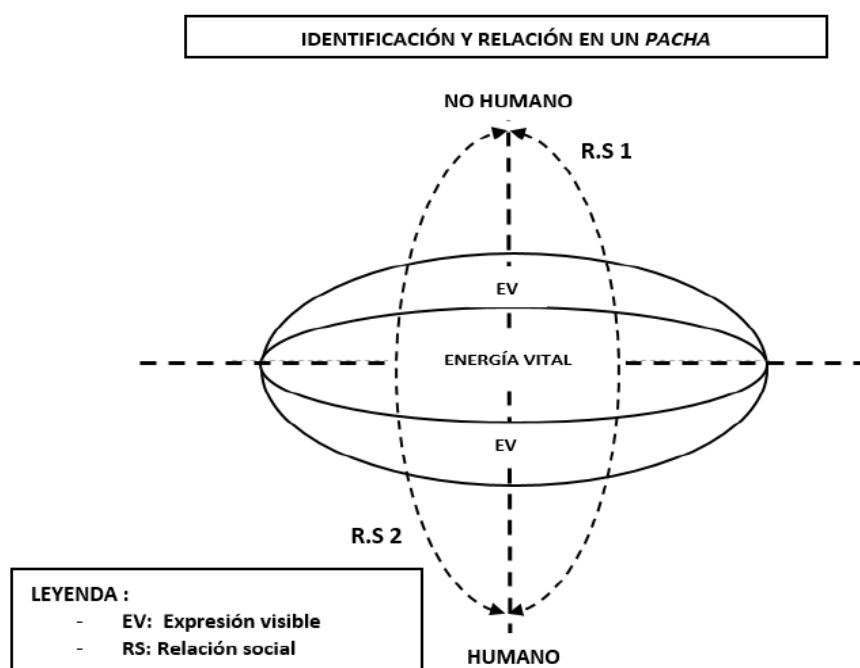 IDENTIFICACIÓN Y RELACIÓN EN UN PACHA
NO HUMANO
R.S 1
EV
ENERGÍA VITAL
EV
R.S 2
LEYENDA :
- EV: Expresión visible
- RS: Relación social
HUMANO